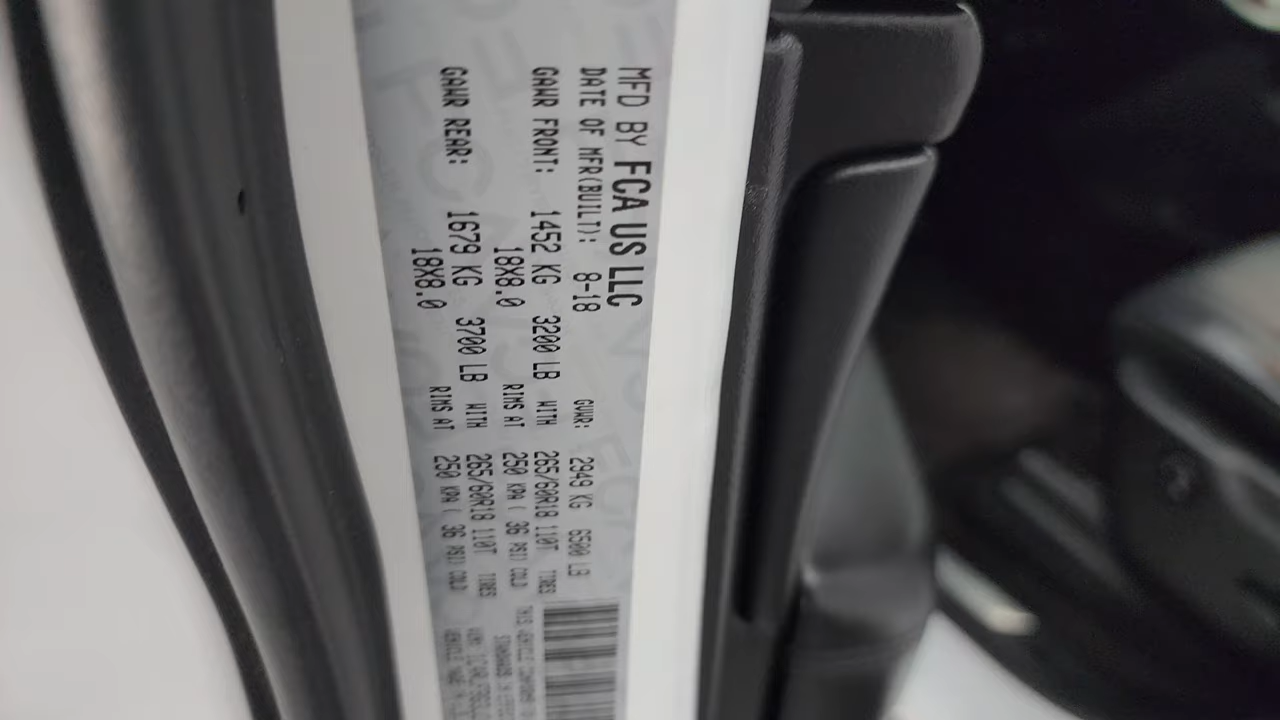 MFD BY FCA US LLC
DATE OF MFR(BUILT): 8-18 GVWR: 2949 KG 6500 LB
GAWR FRONT: 1452 KG 3200 LB WITH 265/60R18 110T TIRES
18X8.0 RIMS AT 250 KPA ( 36 PSI) COLD
GAWR REAR: 1679 KG 3700 LB WITH 265/60R18 110T TIRES
18X8.0 RIMS AT 250 KPA ( 36 PSI) COLD
THIS VEHICLE